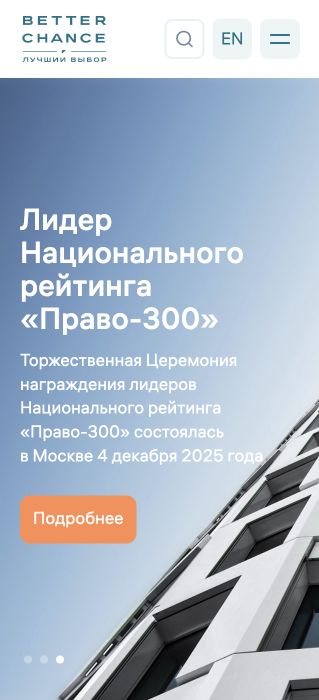 BETTER
CHANCE
ЛУЧШИЙ ВЫБОР
EN
Лидер
Национального
рейтинга
«Право-300»
Торжественная Церемония
награждения лидеров
Национального рейтинга
«Право-300» состоялась
в Москве 4 декабря 2025 года
Подробнее